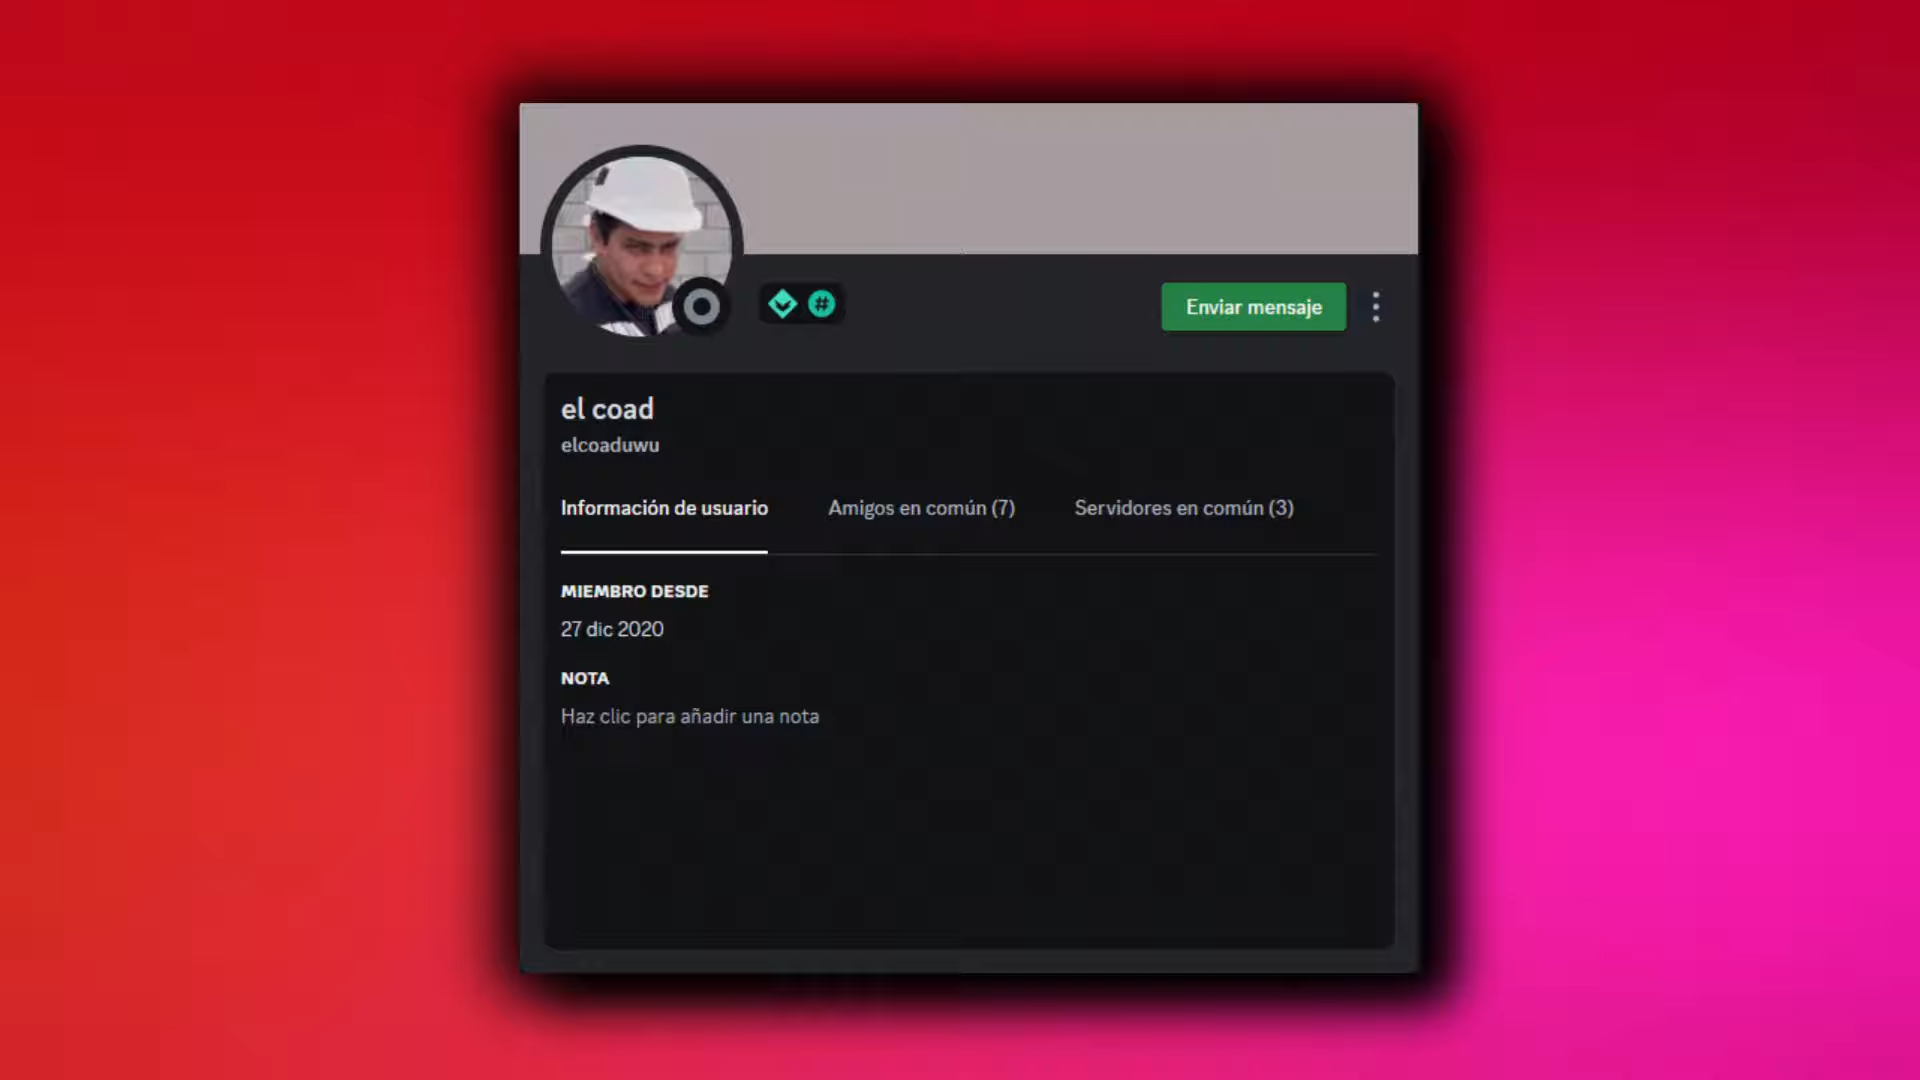 Enviar mensaje
el coad
elcoaduwu
Información de usuario
Amigos en común (7)
Servidores en común (3)
MIEMBRO DESDE
27 dic 2020
NOTA
Haz clic para añadir una nota